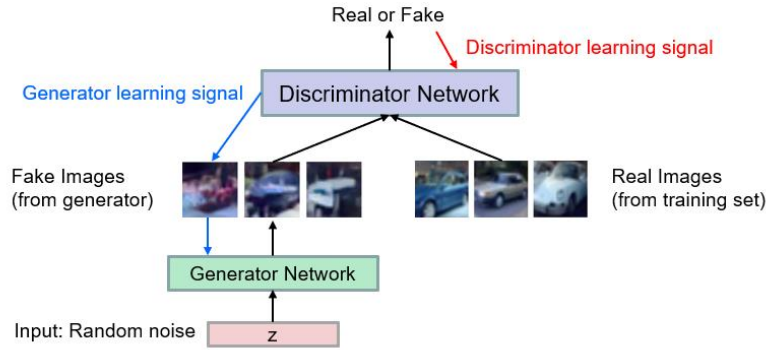 Real or Fake
Discriminator learning signal
Generator learning signal
Discriminator Network
Fake Images
(from generator)
Real Images
(from training set)
Generator Network
Input: Random noise
z